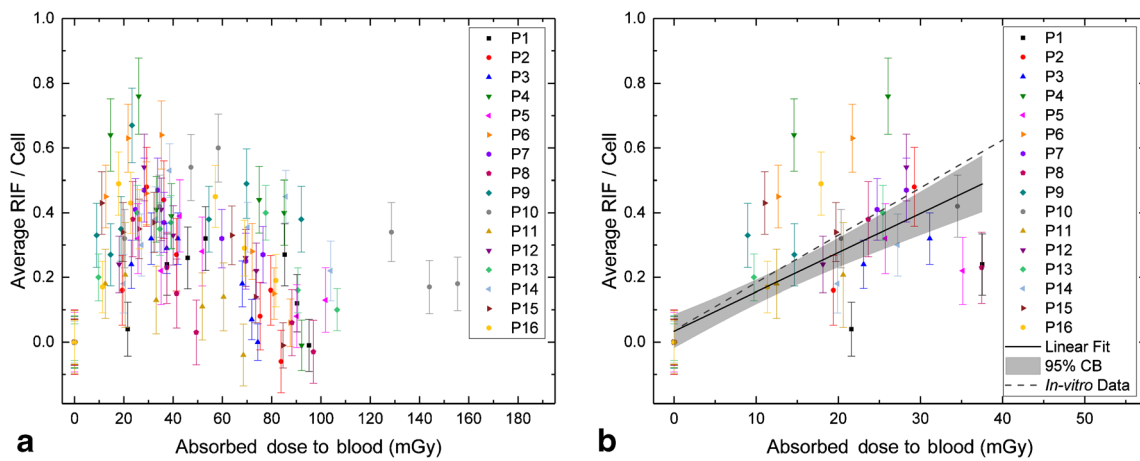 1.0
0.8
0.6
0.4
0.2
0.0
Average RIF / Cell
0 20 40 60 80 100 120 140 160 180
Absorbed dose to blood (mGy)
a
P1
P2
P3
P4
P5
P6
P7
P8
P9
P10
P11
P12
P13
P14
P15
P16
1.0
0.8
0.6
0.4
0.2
0.0
Average RIF / Cell
0 10 20 30 40 50
Absorbed dose to blood (mGy)
b
P1
P2
P3
P4
P5
P6
P7
P8
P9
P10
P11
P12
P13
P14
P15
P16
Linear Fit
95% CB
In-vitro Data